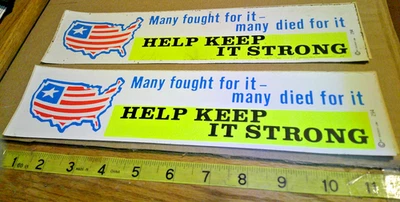 Many fought for it–
many died for it
HELP KEEP
IT STRONG
Many fought for it–
many died for it
HELP KEEP
IT STRONG
2 3 4 5 6 7 8 9 10 11